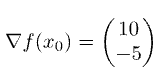 ∇f(x₀) = (10
−5)